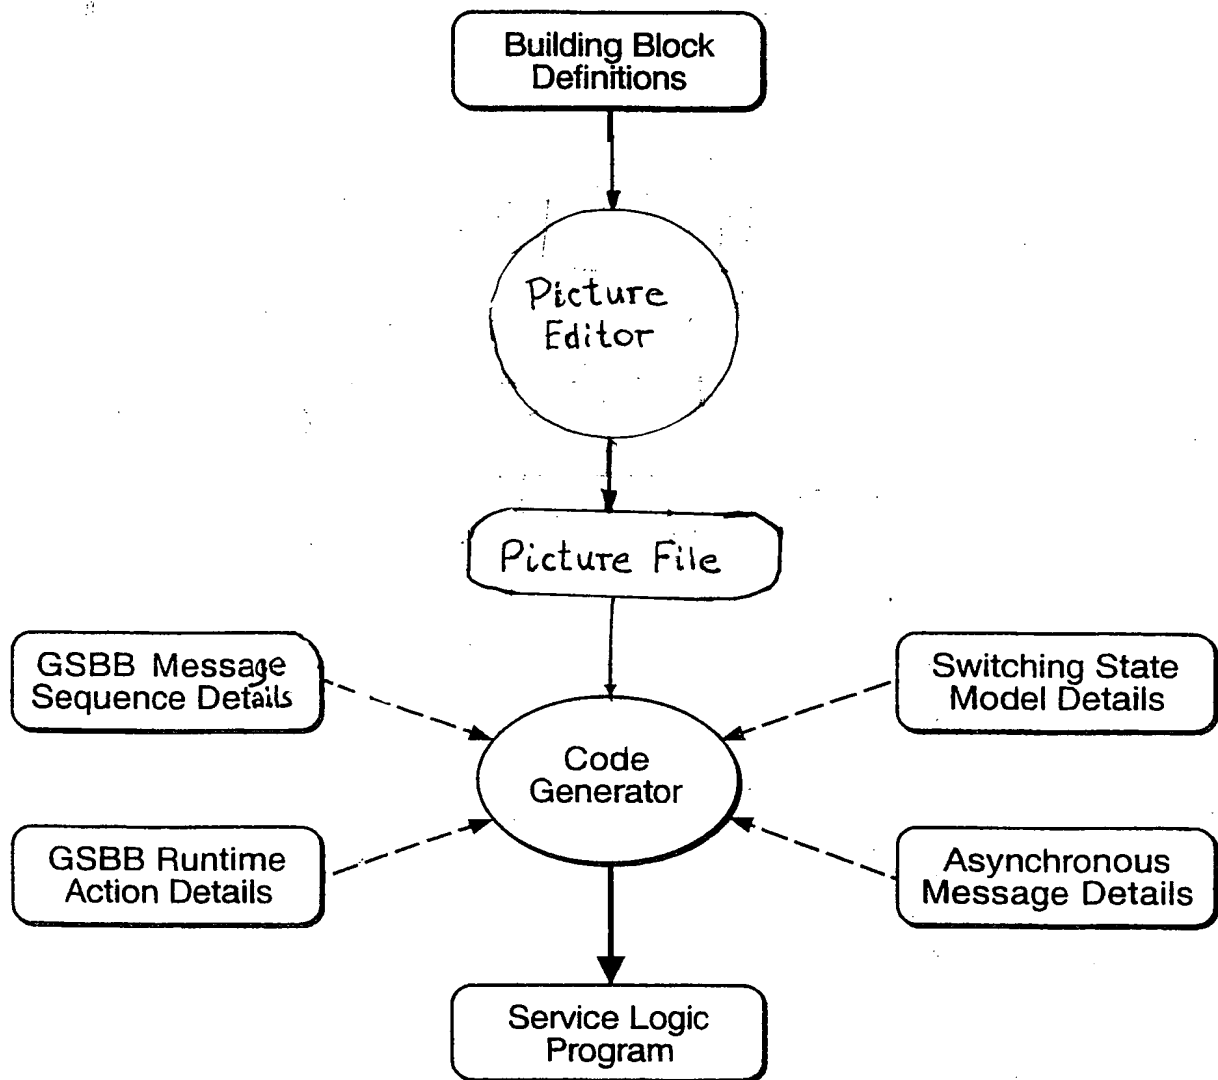 Building Block
Definitions
Picture
Editor
Picture File
GSBB Message
Sequence Details
Switching State
Model Details
Code
Generator
GSBB Runtime
Action Details
Asynchronous
Message Details
Service Logic
Program